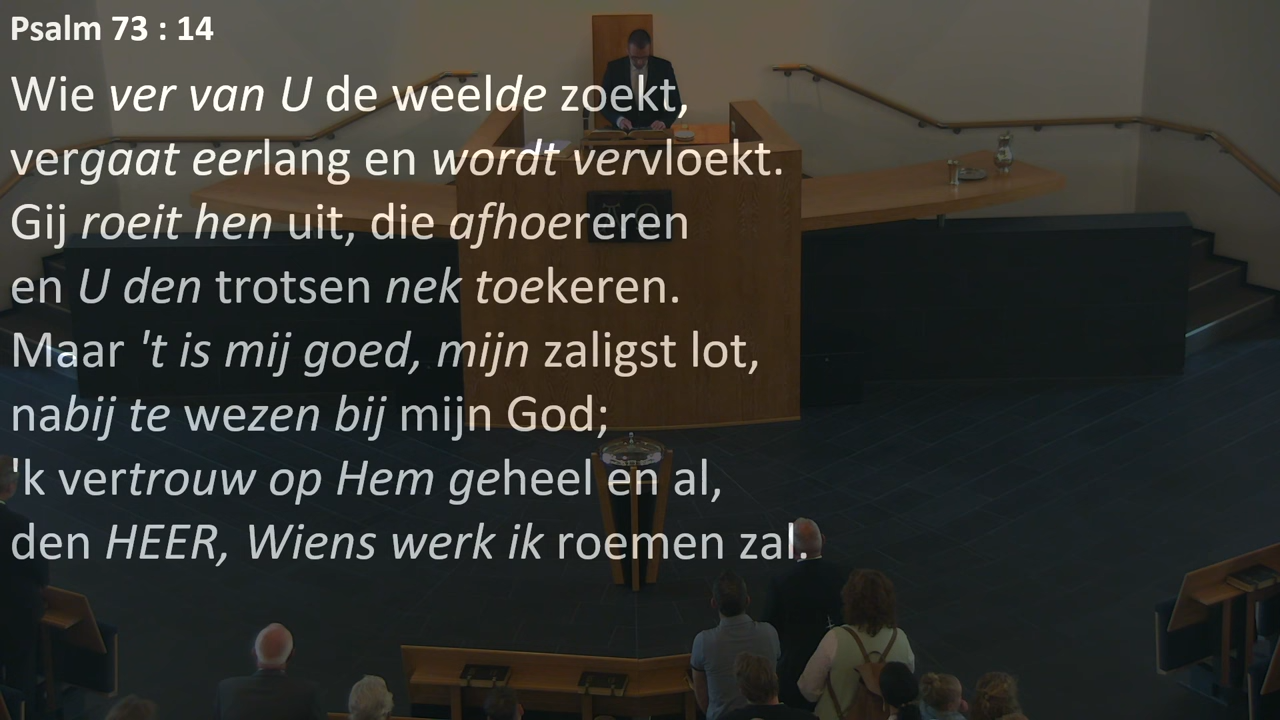 Psalm 73 : 14
Wie ver van U de weelde zoekt,
vergaat eerlang en wordt vervloekt.
Gij roeit hen uit, die afhoereren
en U den trotsen nek toekeren.
Maar 't is mij goed, mijn zaligst lot,
nabij te wezen bij mijn God;
'k vertrouw op Hem geheel en al,
den HEER, Wiens werk ik roemen zal.